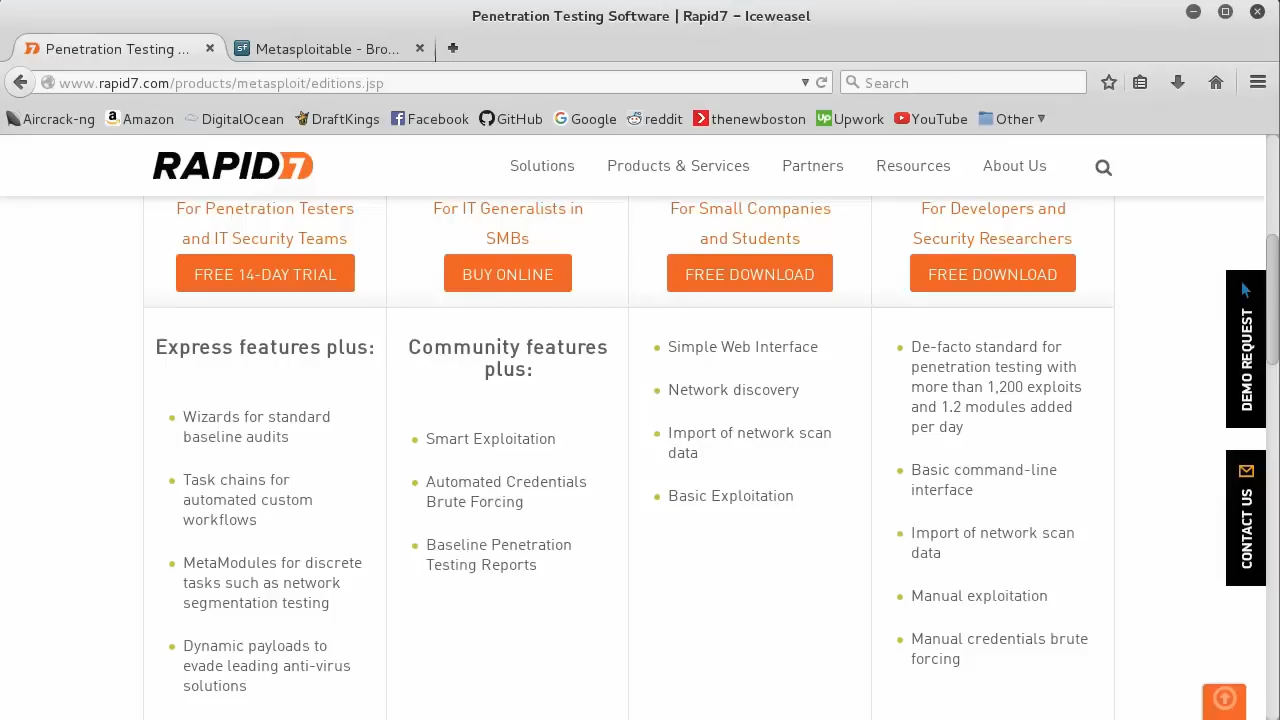 Penetration Testing Software | Rapid7 – Iceweasel
Penetration Testing ...
Metasploitable - Bro...
www.rapid7.com/products/metasploit/editions.jsp
Search
Aircrack-ng Amazon DigitalOcean DraftKings Facebook GitHub Google reddit thenewboston Upwork YouTube Other
RAPID7
Solutions Products & Services Partners Resources About Us
For Penetration Testers
and IT Security Teams
FREE 14-DAY TRIAL
For IT Generalists in
SMBs
BUY ONLINE
For Small Companies
and Students
FREE DOWNLOAD
For Developers and
Security Researchers
FREE DOWNLOAD
Express features plus:
Wizards for standard
baseline audits
Task chains for
automated custom
workflows
MetaModules for discrete
tasks such as network
segmentation testing
Dynamic payloads to
evade leading anti-virus
solutions
Community features
plus:
Smart Exploitation
Automated Credentials
Brute Forcing
Baseline Penetration
Testing Reports
Simple Web Interface
Network discovery
Import of network scan
data
Basic Exploitation
De-facto standard for
penetration testing with
more than 1,200 exploits
and 1.2 modules added
per day
Basic command-line
interface
Import of network scan
data
Manual exploitation
Manual credentials brute
forcing
DEMO REQUEST
CONTACT US